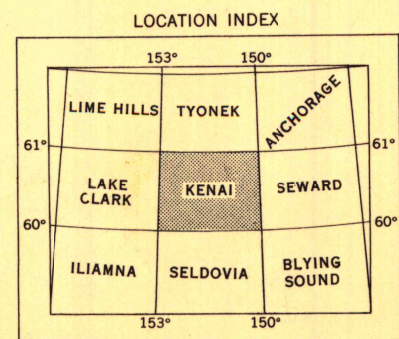 LOCATION INDEX
153° 150°
LIME HILLS TYONEK ANCHORAGE
61° 61°
LAKE CLARK KENAI SEWARD
60° 60°
ILIAMNA SELDOVIA BLYING SOUND
153° 150°